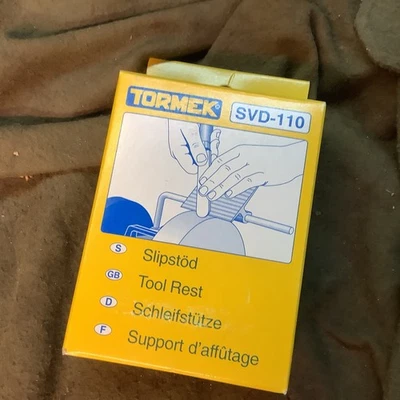 TORMEK®
SVD-110
S Slipstöd
GB Tool Rest
D Schleifstütze
F Support d'affûtage